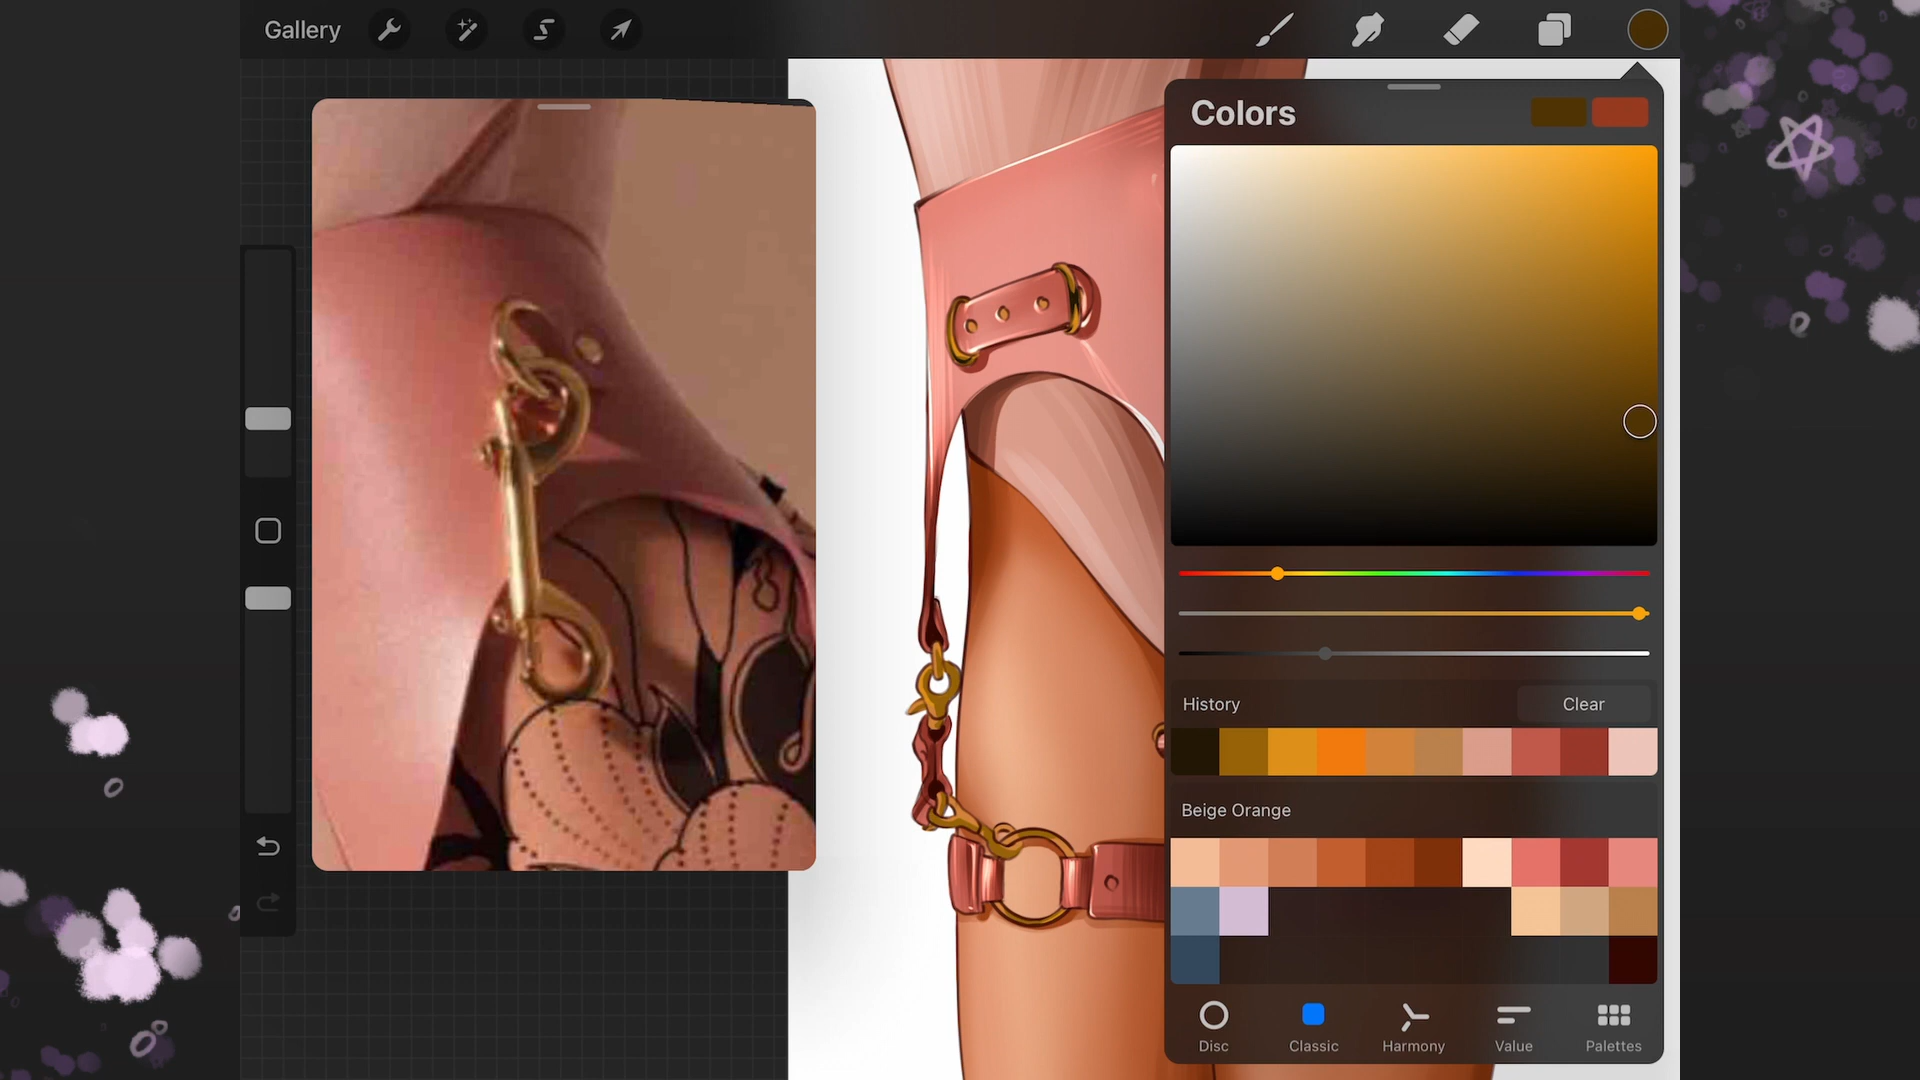 Gallery
Colors
History
Clear
Beige Orange
Disc
Classic
Harmony
Value
Palettes